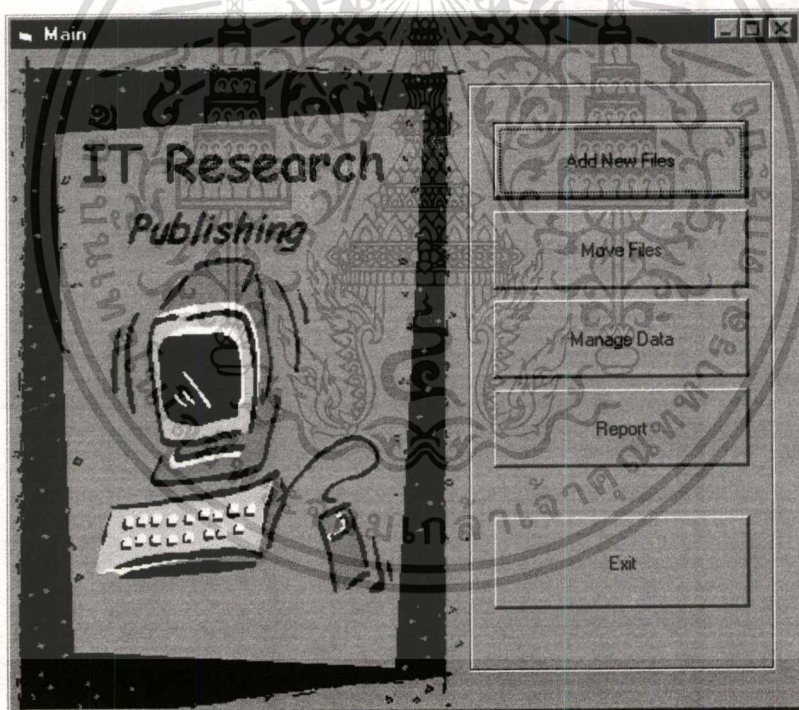 Main
IT Research
Publishing
Add New Files
Move Files
Manage Data
Report
Exit